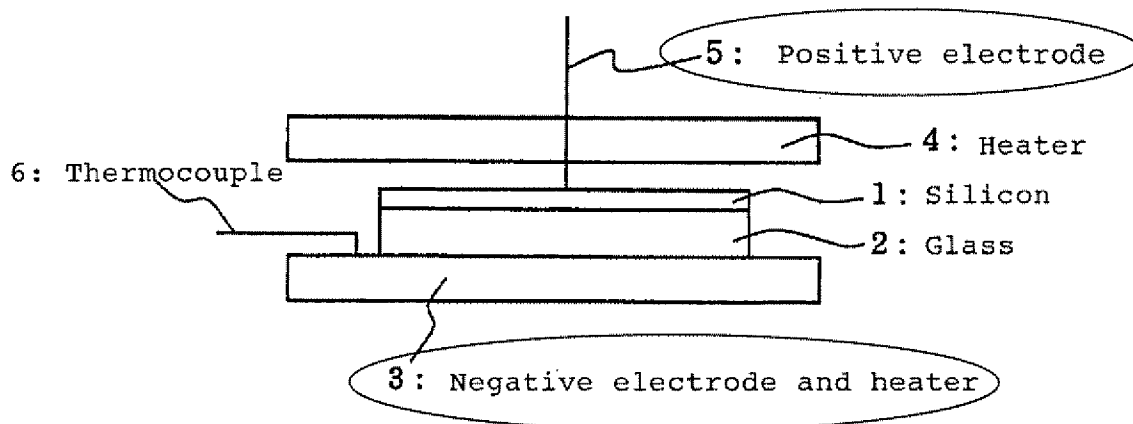 5: Positive electrode
4: Heater
6: Thermocouple
1: Silicon
2: Glass
3: Negative electrode and heater